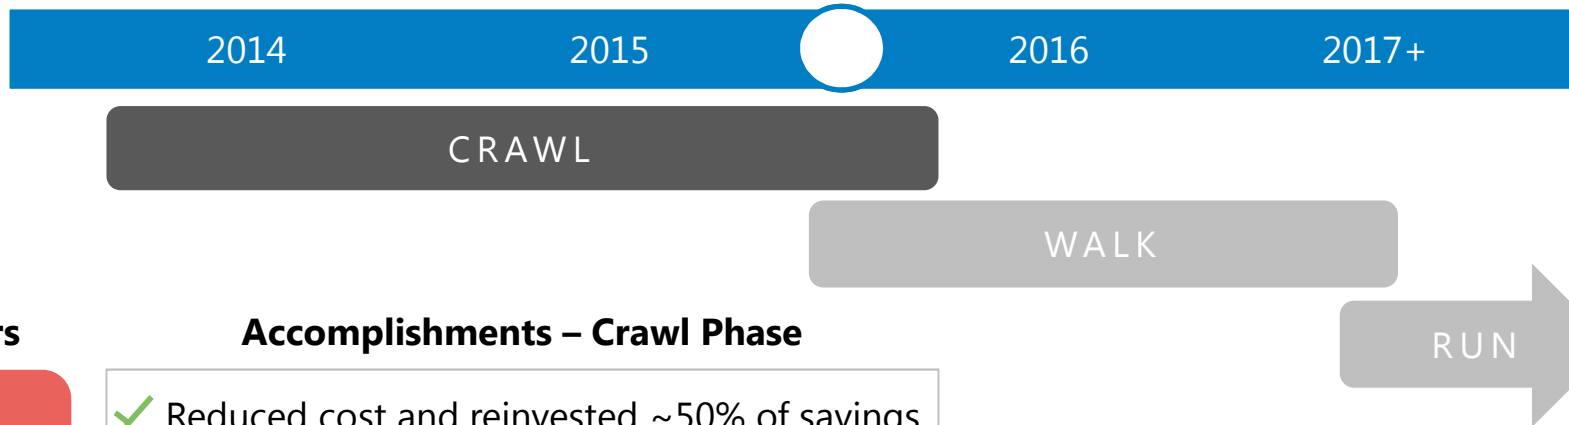 2014 2015 2016 2017+
CRAWL
WALK
RUN
Accomplishments – Crawl Phase
Reduced cost and reinvested ~50% of savings